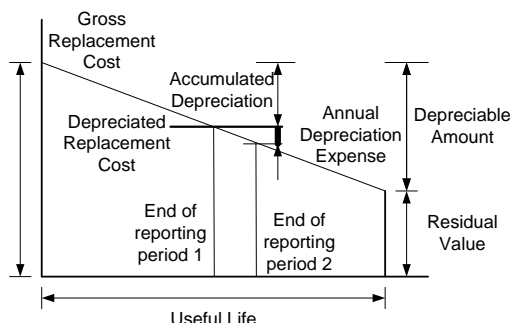 Gross
Replacement
Cost
Accumulated
Depreciation
Depreciated
Replacement
Cost
Annual
Depreciation
Expense
Depreciable
Amount
End of
reporting
period 1
End of
reporting
period 2
Residual
Value
Useful Life